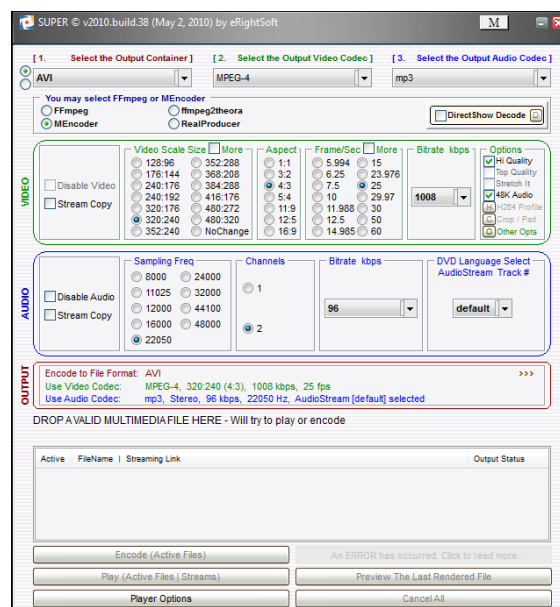 SUPER © v2010.build.38 (May 2, 2010) by eRightSoft
M
[ 1. Select the Output Container ]
[ 2. Select the Output Video Codec ]
[ 3. Select the Output Audio Codec ]
AVI
MPEG-4
mp3
You may select FFmpeg or MEncoder
FFmpeg
ffmpeg2theora
MEncoder
RealProducer
DirectShow Decode D
VIDEO
Disable Video
Stream Copy
Video Scale Size More
128:96 352:288
176:144 368:208
240:176 384:288
240:192 416:176
320:176 480:272
320:240 480:320
352:240 NoChange
Aspect
1:1
3:2
4:3
5:4
11:9
12:5
16:9
Frame/Sec More
5.994 15
6.25 23.976
7.5 25
10 29.97
11.988 30
12.5 50
14.985 60
Bitrate kbps
1008
Options
Hi Quality
Top Quality
Stretch It
48K Audio
H H264 Profile
C Crop / Pad
O Other Opts
AUDIO
Disable Audio
Stream Copy
Sampling Freq
8000 24000
11025 32000
12000 44100
16000 48000
22050
Channels
1
2
Bitrate kbps
96
DVD Language Select
AudioStream Track #
default
OUTPUT
Encode to File Format: AVI >>>
Use Video Codec: MPEG-4, 320:240 (4:3), 1008 kbps, 25 fps
Use Audio Codec: mp3, Stereo, 96 kbps, 22050 Hz, AudioStream [default] selected
DROP A VALID MULTIMEDIA FILE HERE - Will try to play or encode
Active FileName | Streaming Link Output Status
Encode (Active Files)
An ERROR has occurred. Click to read more..
Play (Active Files | Streams)
Preview The Last Rendered File
Player Options
Cancel All